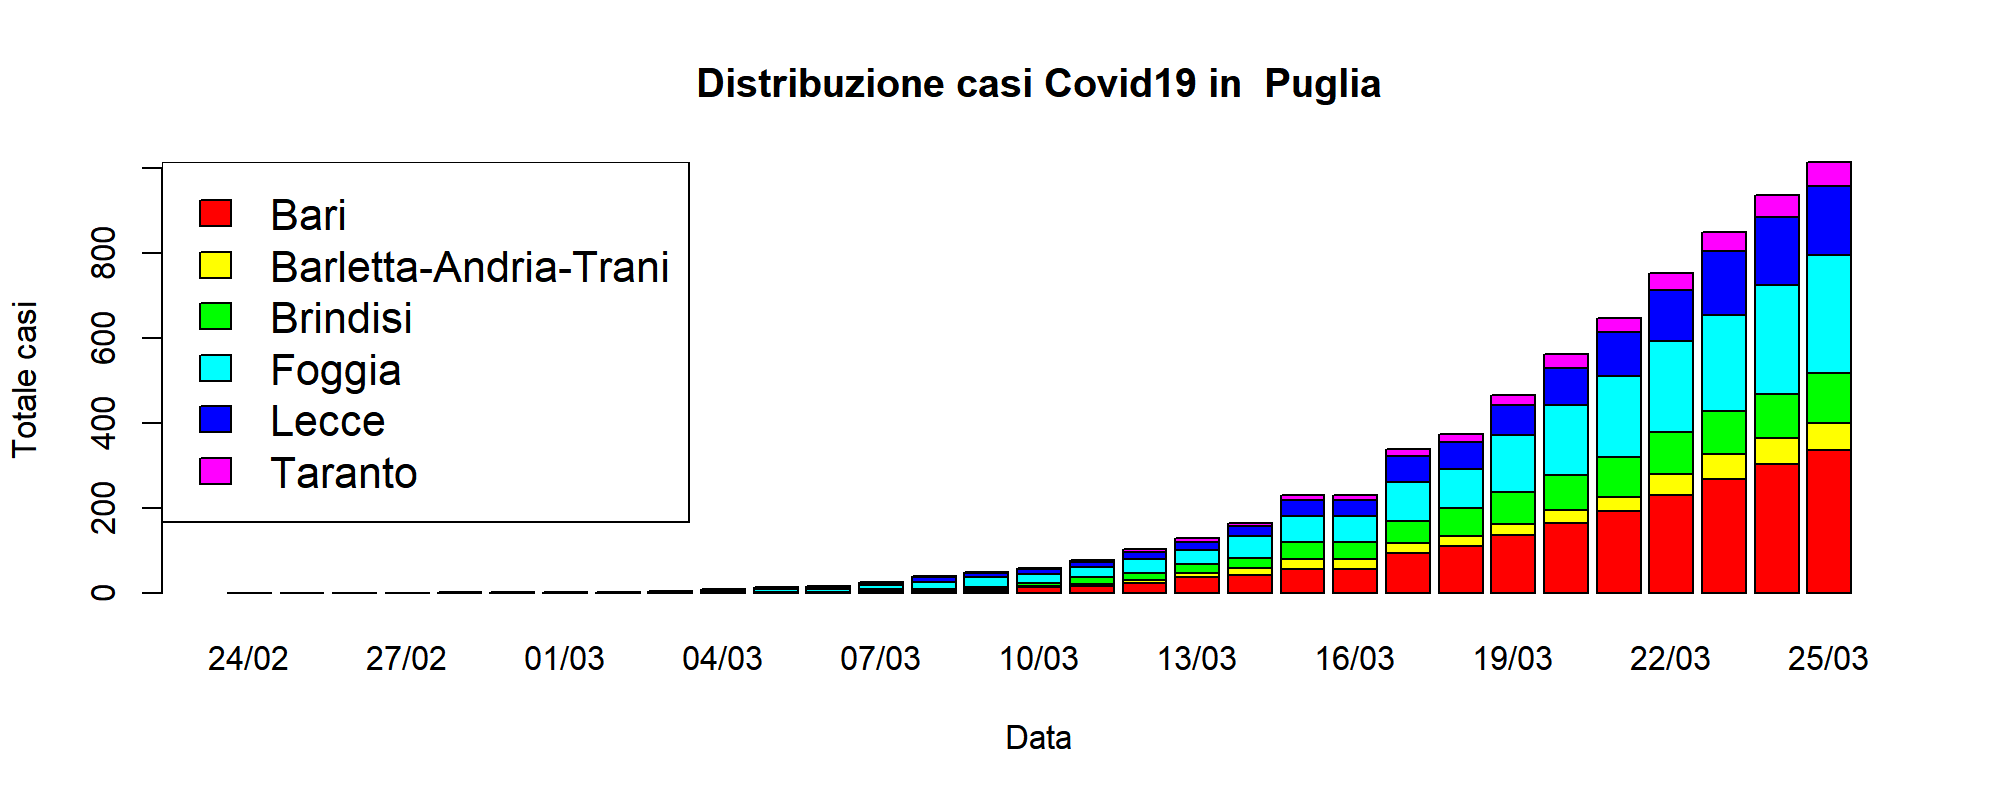 Distribuzione casi Covid19 in  Puglia
Totale casi
800
600
400
200
0
Bari
Barletta-Andria-Trani
Brindisi
Foggia
Lecce
Taranto
24/02 27/02 01/03 04/03 07/03 10/03 13/03 16/03 19/03 22/03 25/03
Data